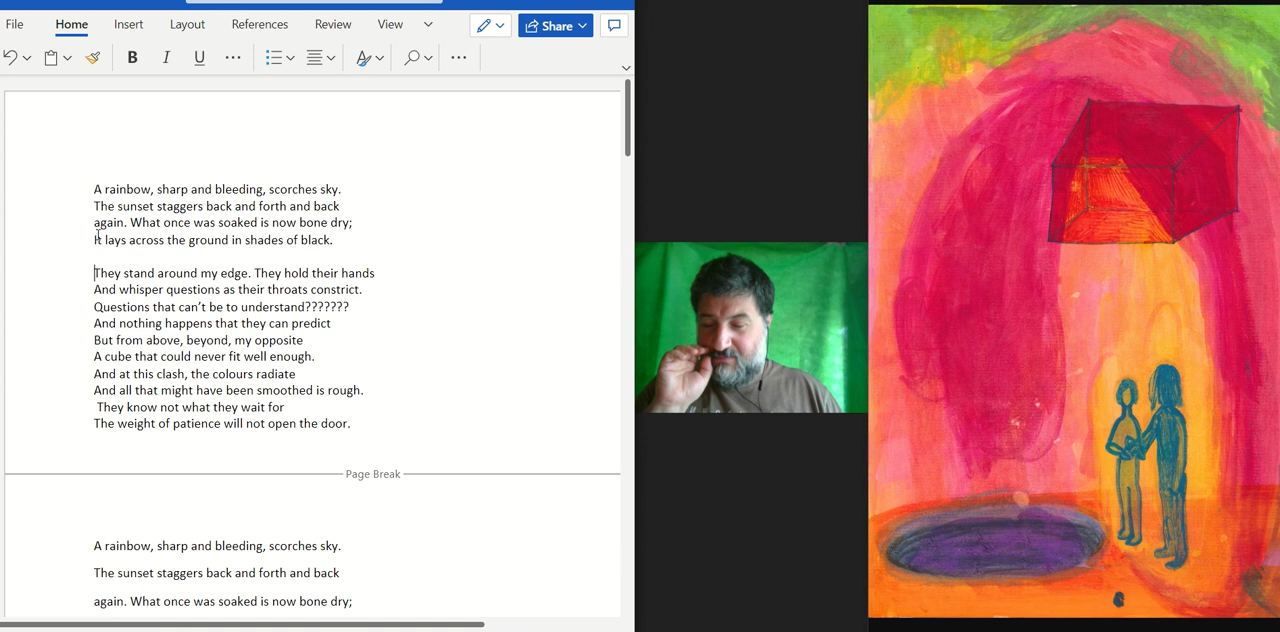 File Home Insert Layout References Review View Share
B I U
A rainbow, sharp and bleeding, scorches sky.
The sunset staggers back and forth and back
again. What once was soaked is now bone dry;
It lays across the ground in shades of black.
They stand around my edge. They hold their hands
And whisper questions as their throats constrict.
Questions that can’t be to understand???????
And nothing happens that they can predict
But from above, beyond, my opposite
A cube that could never fit well enough.
And at this clash, the colours radiate
And all that might have been smoothed is rough.
They know not what they wait for
The weight of patience will not open the door.
Page Break
A rainbow, sharp and bleeding, scorches sky.
The sunset staggers back and forth and back
again. What once was soaked is now bone dry;